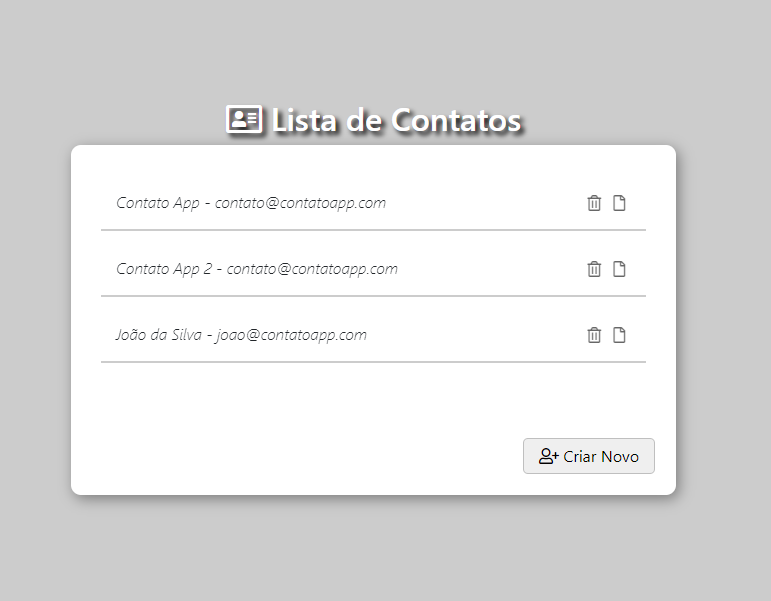 Lista de Contatos
Contato App - contato@contatoapp.com
Contato App 2 - contato@contatoapp.com
João da Silva - joao@contatoapp.com
Criar Novo